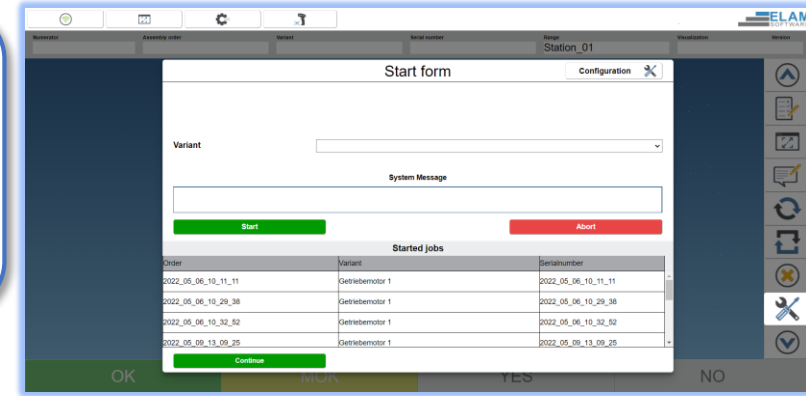 ELAM
SOFTWARE
Numerator Assembly order Variant Serial number Range Visualization Version
Station_01
Start form
Configuration
Variant
System Message
Start Abort
Started jobs
Order Variant Serialnumber
2022_05_06_10_11_11 Getriebemotor 1 2022_05_06_10_11_11
2022_05_06_10_29_38 Getriebemotor 1 2022_05_06_10_29_38
2022_05_06_10_32_52 Getriebemotor 1 2022_05_06_10_32_52
2022_05_09_13_09_25 Getriebemotor 1 2022_05_09_13_09_25
Continue
OK MOK YES NO